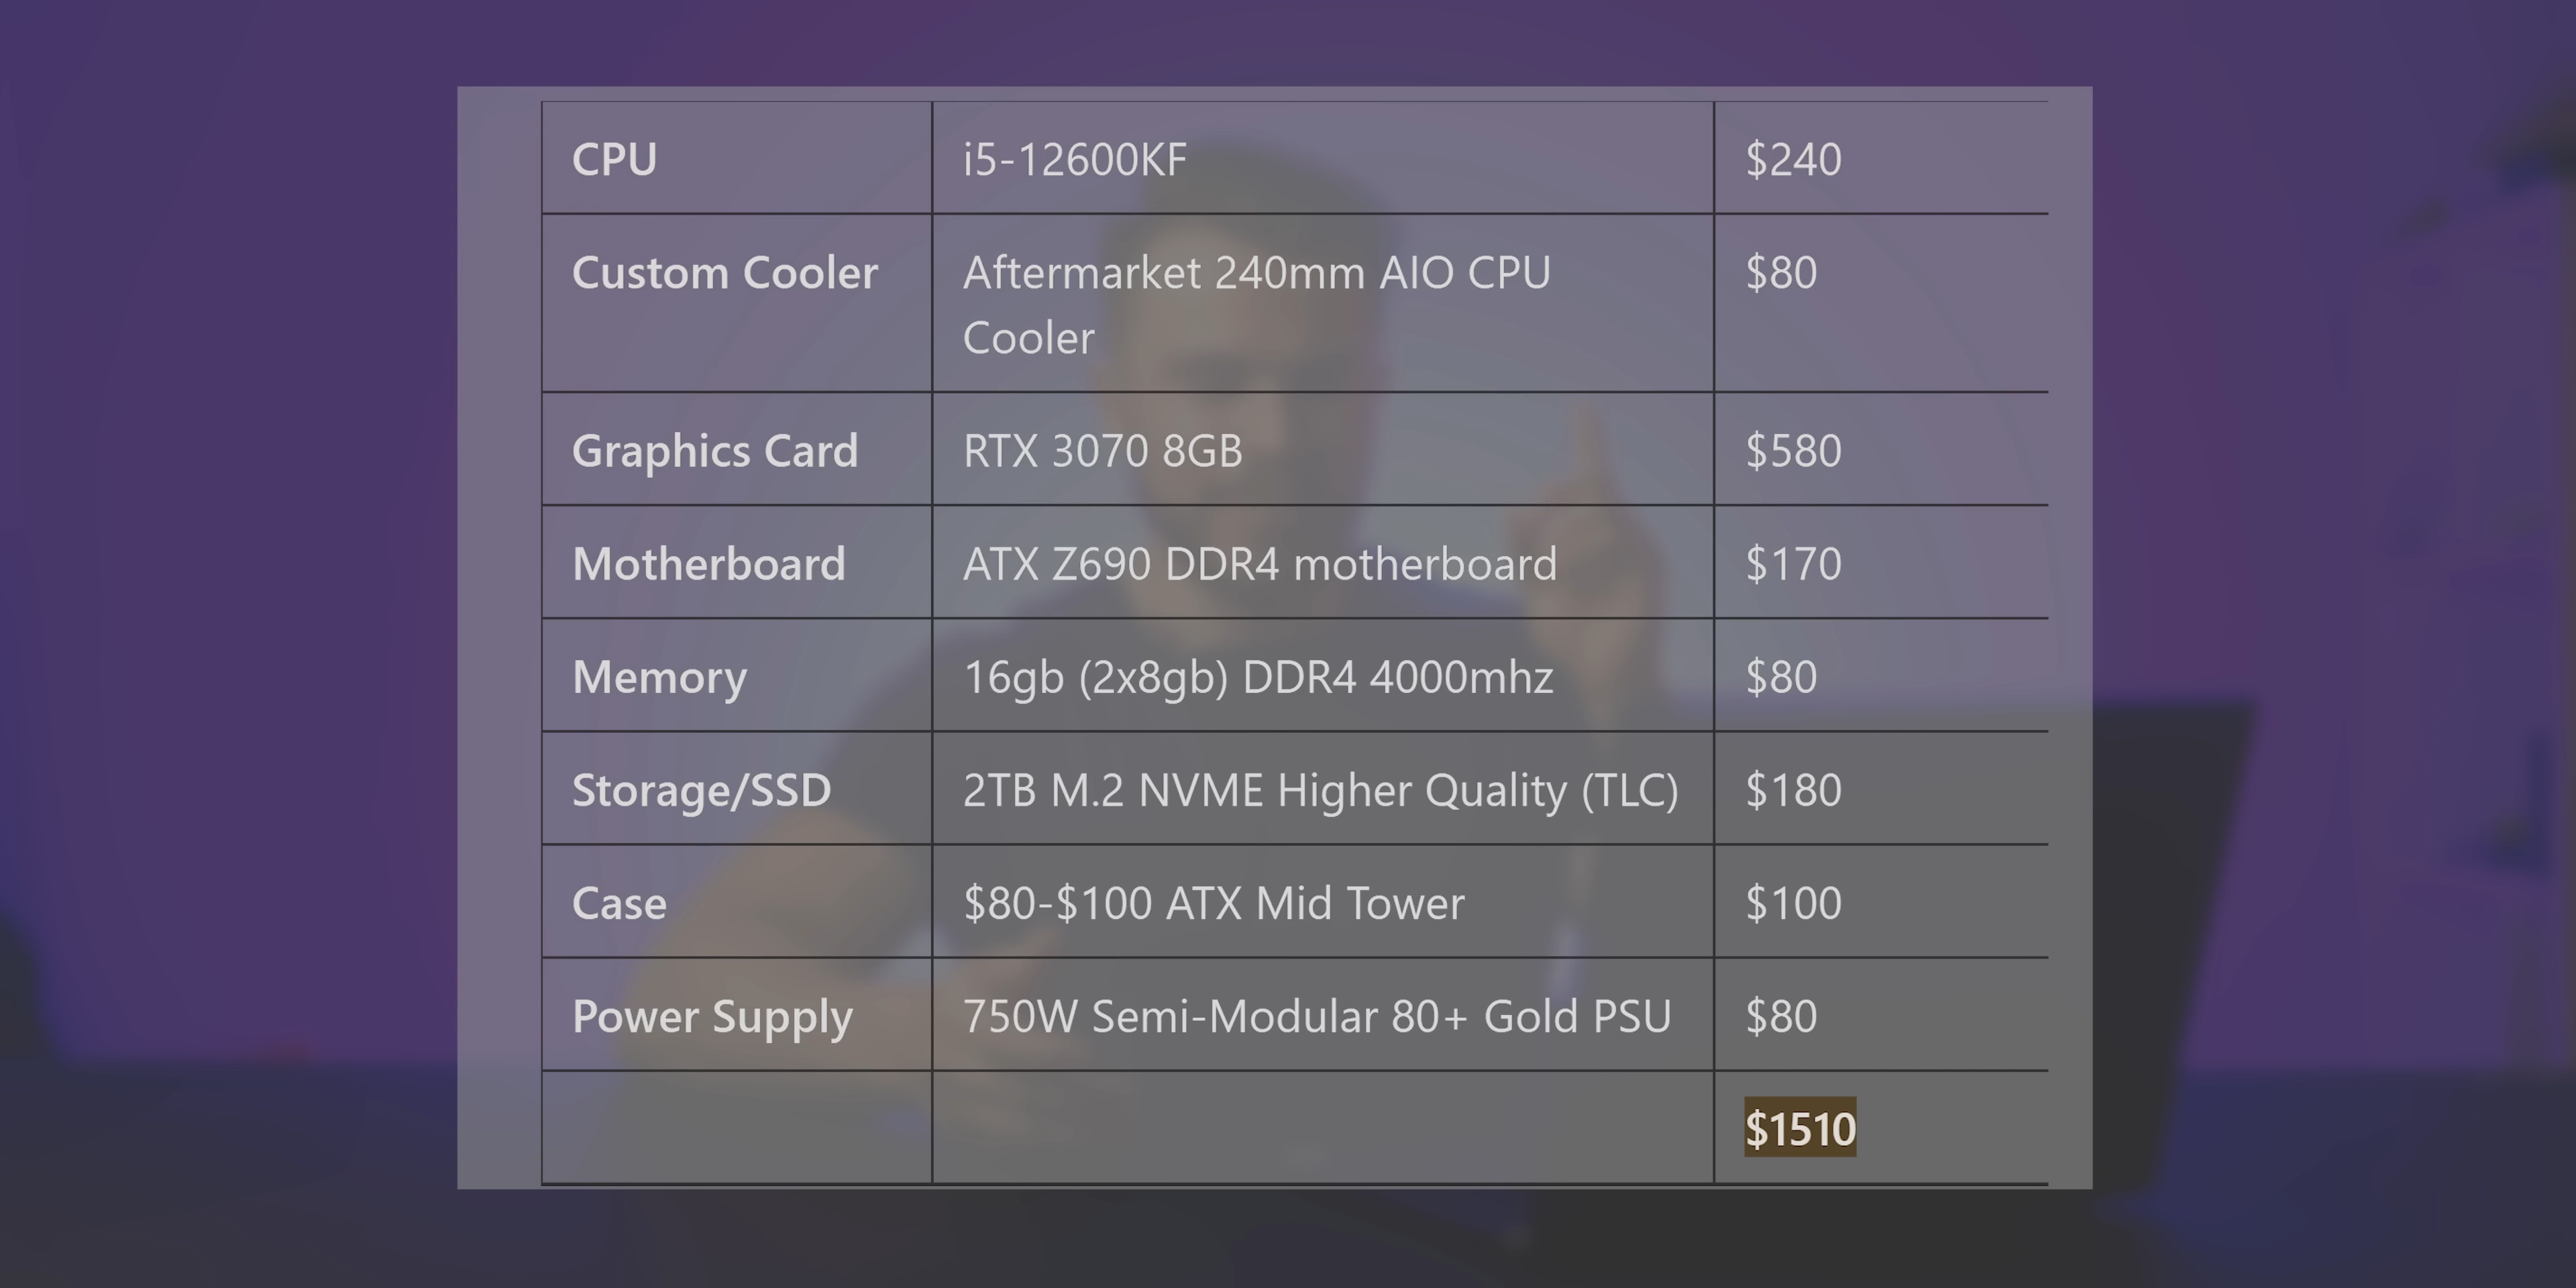 CPU i5-12600KF $240
Custom Cooler Aftermarket 240mm AIO CPU $80
Cooler
Graphics Card RTX 3070 8GB $580
Motherboard ATX Z690 DDR4 motherboard $170
Memory 16gb (2x8gb) DDR4 4000mhz $80
Storage/SSD 2TB M.2 NVME Higher Quality (TLC) $180
Case $80-$100 ATX Mid Tower $100
Power Supply 750W Semi-Modular 80+ Gold PSU $80
$1510